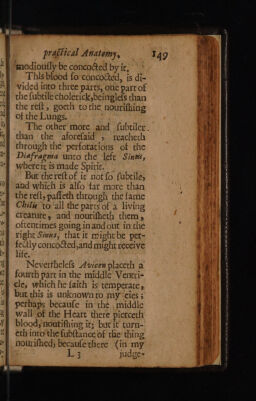 practical Anatomy. 149
modiously be concocted by it.
This blood so concocted, is di-
vided into three parts, one part of
the subtile cholerick, being less than
the rest, goeth to the nourishing
of the Lungs.
The other more and subtiler
than the aforesaid, reacheth
through the perforations of the
Diafragma unto the left Sinus,
where it is made Spirit.
But the rest of it not so subtile,
and which is also far more than
the rest, passeth through the same
Chilis to all the parts of a living
creature, and nourisheth them,
oftentimes going in and out in the
right Sinus, that it might be per-
fectly concocted, and might receive
life.
Nevertheless Avicen placeth a
fourth part in the middle Ventri-
cle, which he saith is temperate,
but this is unknown to my eies;
perhaps because in the middle
wall of the Heart there pierceth
blood, nourishing it; but it turn-
eth into the substance of the thing
nourished; because there (in my
L 3 judge-